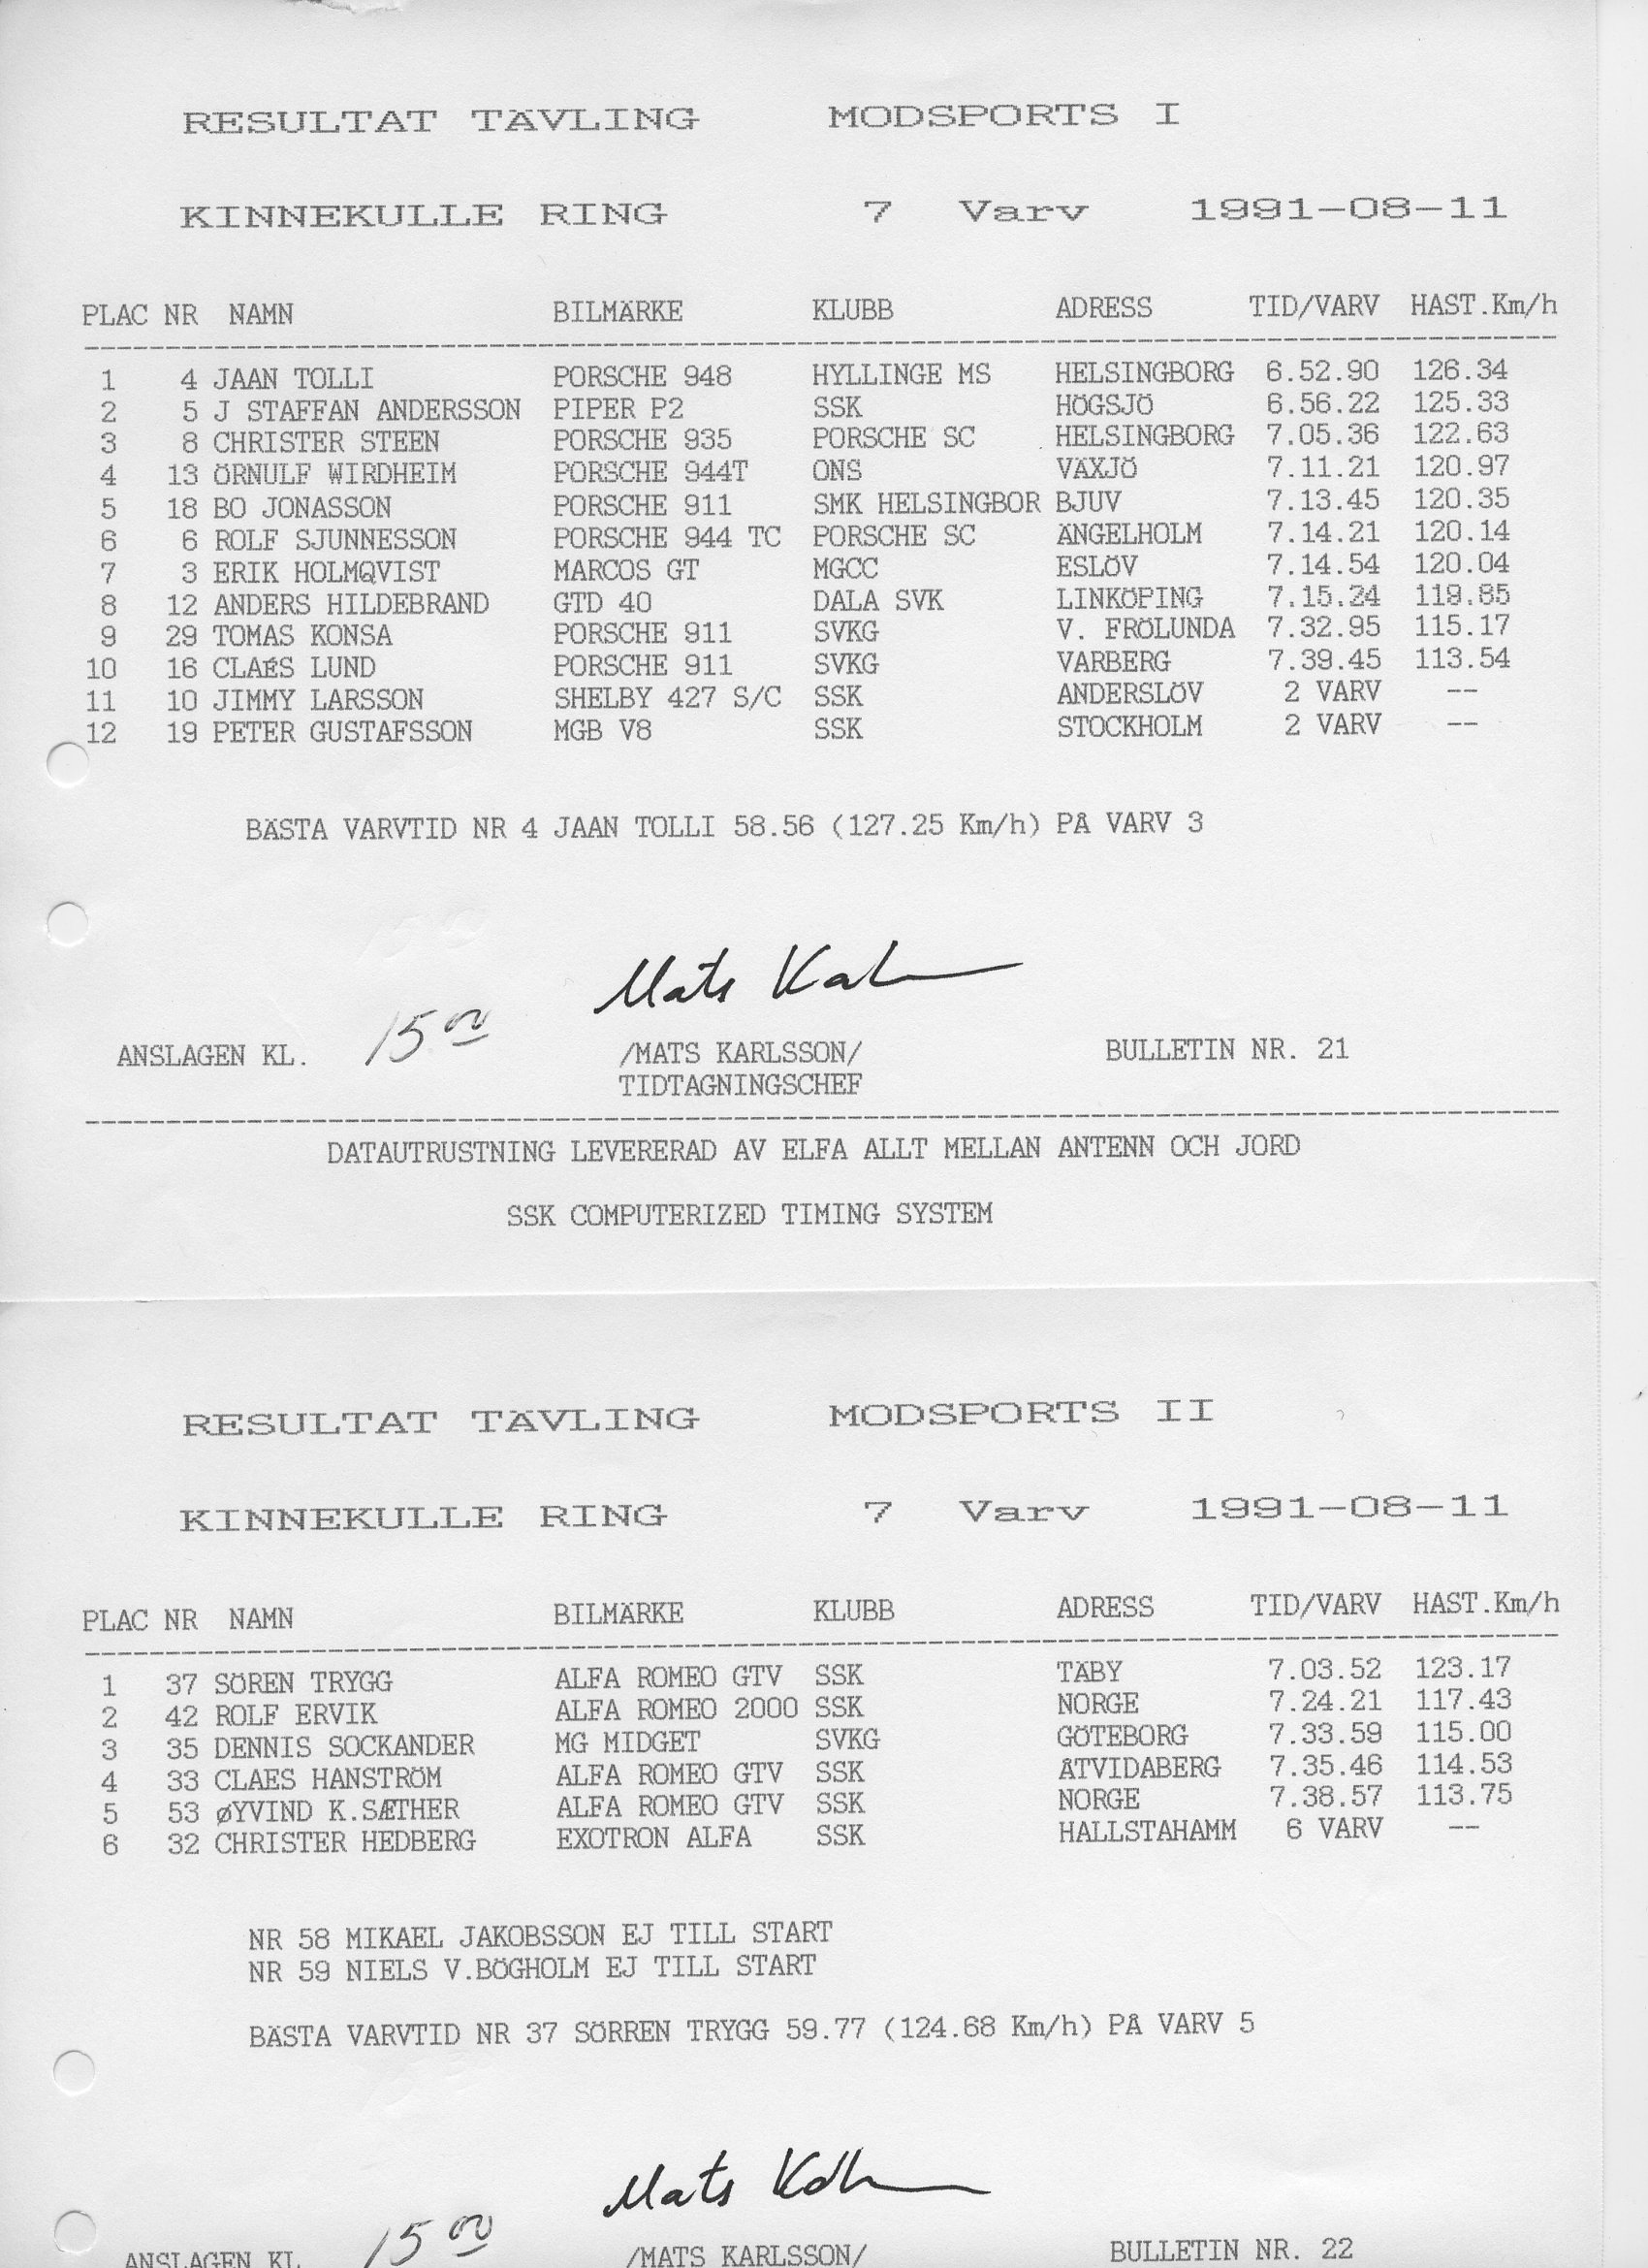 RESULTAT TÄVLING MODSPORTS I
KINNEKULLE RING 7 Varv 1991-08-11
PLAC NR NAMN BILMÄRKE KLUBB ADRESS TID/VARV HAST.Km/h
1 4 JAAN TOLLI PORSCHE 948 HYLLINGE MS HELSINGBORG 6.52.90 126.34
2 5 J STAFFAN ANDERSSON PIPER P2 SSK HÖGSJÖ 6.56.22 125.33
3 8 CHRISTER STEEN PORSCHE 935 PORSCHE SC HELSINGBORG 7.05.36 122.63
4 13 ÖRNULF WIRDHEIM PORSCHE 944T ONS VÄXJÖ 7.11.21 120.97
5 18 BO JONASSON PORSCHE 911 SMK HELSINGBOR BJUV 7.13.45 120.35
6 6 ROLF SJUNNESSON PORSCHE 944 TC PORSCHE SC ÄNGELHOLM 7.14.21 120.14
7 3 ERIK HOLMQVIST MARCOS GT MGCC ESLÖV 7.14.54 120.04
8 12 ANDERS HILDEBRAND GTD 40 DALA SVK LINKÖPING 7.15.24 119.85
9 29 TOMAS KONSA PORSCHE 911 SVKG V. FRÖLUNDA 7.32.95 115.17
10 16 CLAÉS LUND PORSCHE 911 SVKG VARBERG 7.39.45 113.54
11 10 JIMMY LARSSON SHELBY 427 S/C SSK ANDERSLÖV 2 VARV --
12 19 PETER GUSTAFSSON MGB V8 SSK STOCKHOLM 2 VARV --
BÄSTA VARVTID NR 4 JAAN TOLLI 58.56 (127.25 Km/h) PÅ VARV 3
Mats Karl
ANSLAGEN KL. 15 00 /MATS KARLSSON/ BULLETIN NR. 21
TIDTAGNINGSCHEF
DATAUTRUSTNING LEVERERAD AV ELFA ALLT MELLAN ANTENN OCH JORD
SSK COMPUTERIZED TIMING SYSTEM
RESULTAT TÄVLING MODSPORTS II
KINNEKULLE RING 7 Varv 1991-08-11
PLAC NR NAMN BILMÄRKE KLUBB ADRESS TID/VARV HAST.Km/h
1 37 SÖREN TRYGG ALFA ROMEO GTV SSK TÄBY 7.03.52 123.17
2 42 ROLF ERVIK ALFA ROMEO 2000 SSK NORGE 7.24.21 117.43
3 35 DENNIS SOCKANDER MG MIDGET SVKG GÖTEBORG 7.33.59 115.00
4 33 CLAES HANSTRÖM ALFA ROMEO GTV SSK ÅTVIDABERG 7.35.46 114.53
5 53 øYVIND K.SÆTHER ALFA ROMEO GTV SSK NORGE 7.38.57 113.75
6 32 CHRISTER HEDBERG EXOTRON ALFA SSK HALLSTAHAMM 6 VARV --
NR 58 MIKAEL JAKOBSSON EJ TILL START
NR 59 NIELS V.BÖGHOLM EJ TILL START
BÄSTA VARVTID NR 37 SÖRREN TRYGG 59.77 (124.68 Km/h) PÅ VARV 5
Mats
ANSLAGEN KL 15 00 /MATS KARLSSON/ BULLETIN NR. 22